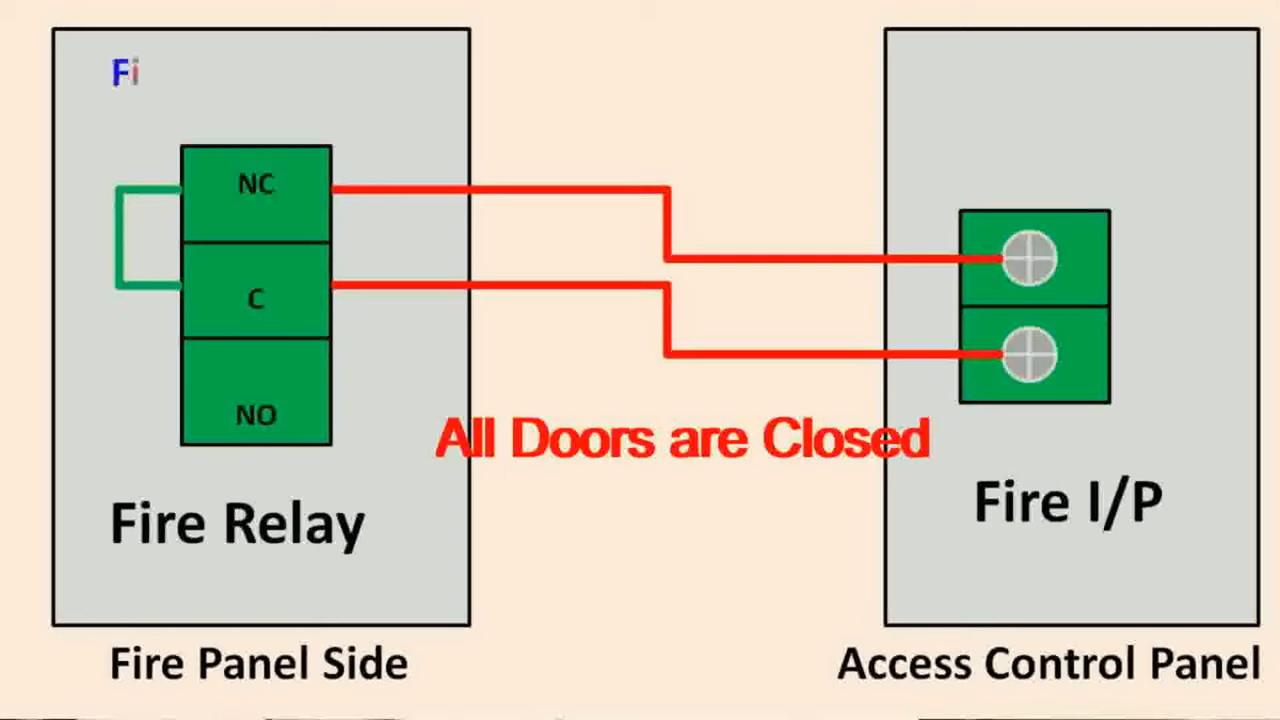 Fi
NC
C
NO
All Doors are Closed
Fire Relay
Fire I/P
Fire Panel Side
Access Control Panel